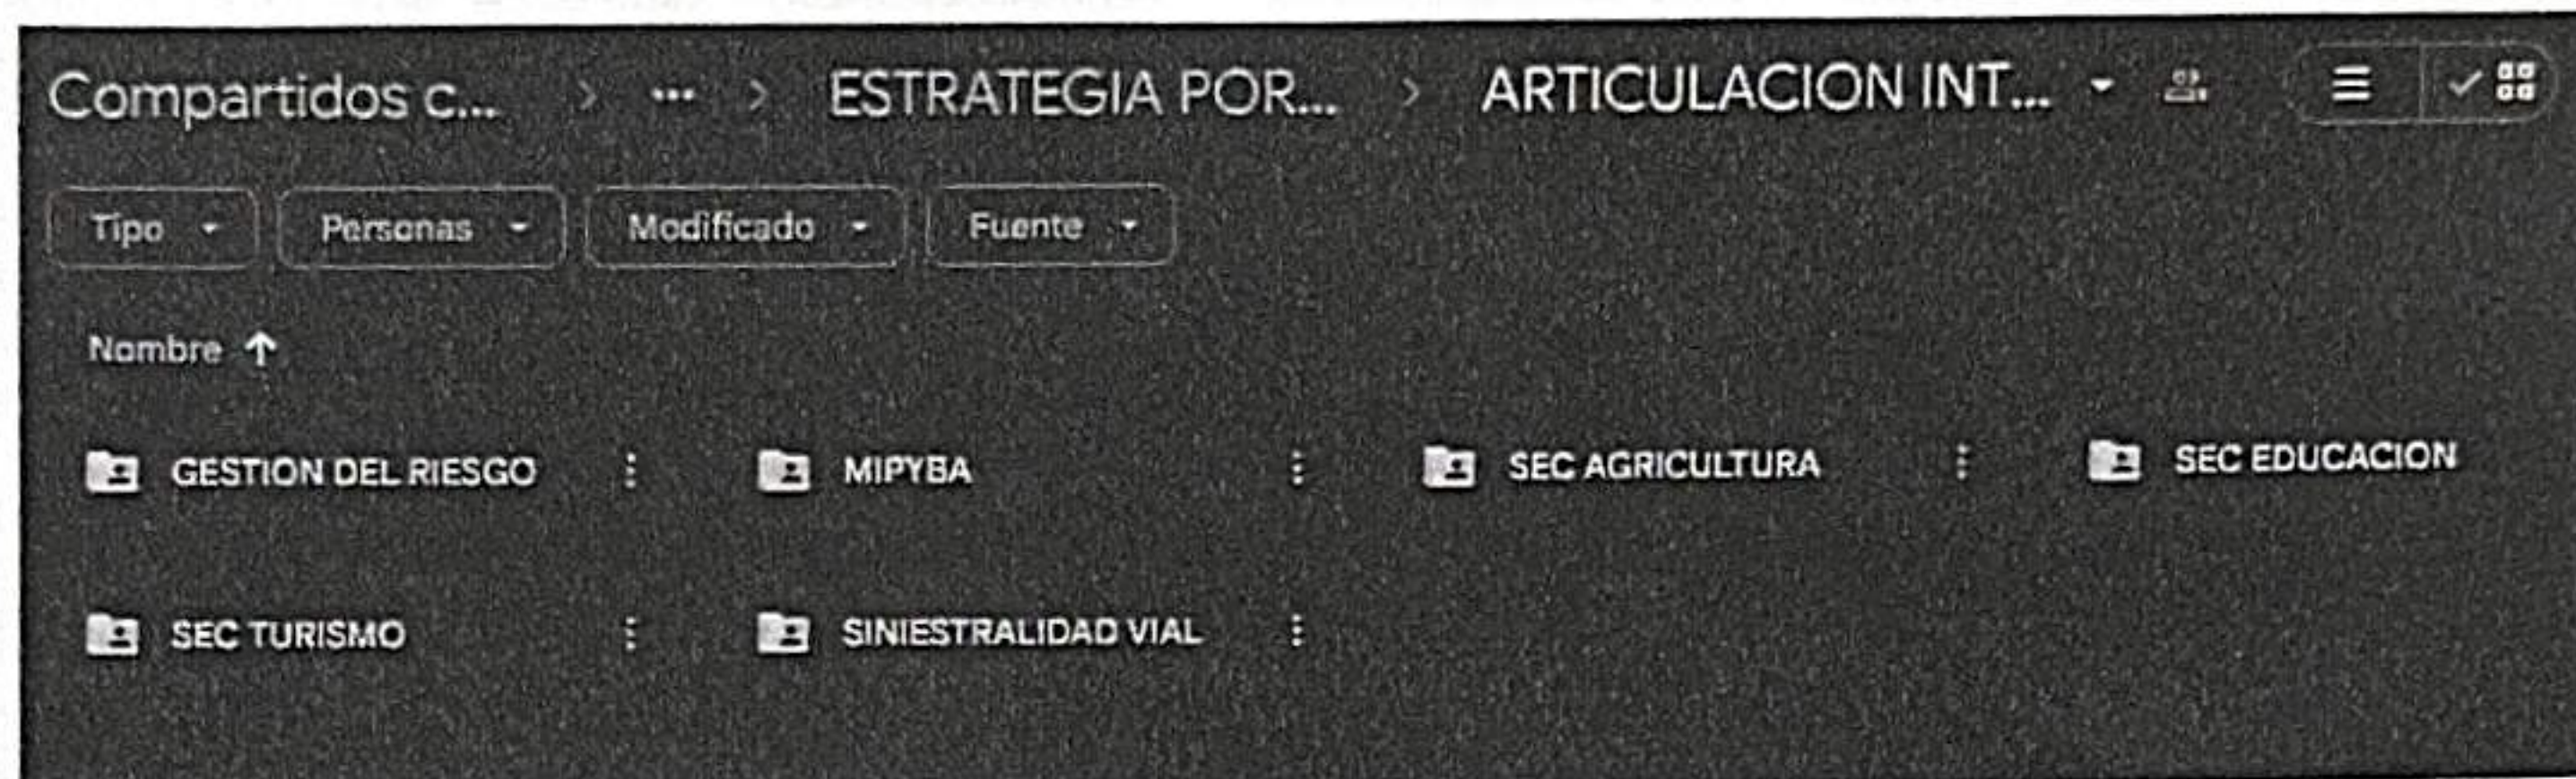 Compartidos c... > ... > ESTRATEGIA POR... > ARTICULACION INT...
Tipo Personas Modificado Fuente
Nombre ↑
GESTION DEL RIESGO MIPYBA SEC AGRICULTURA SEC EDUCACION
SEC TURISMO SINIESTRALIDAD VIAL